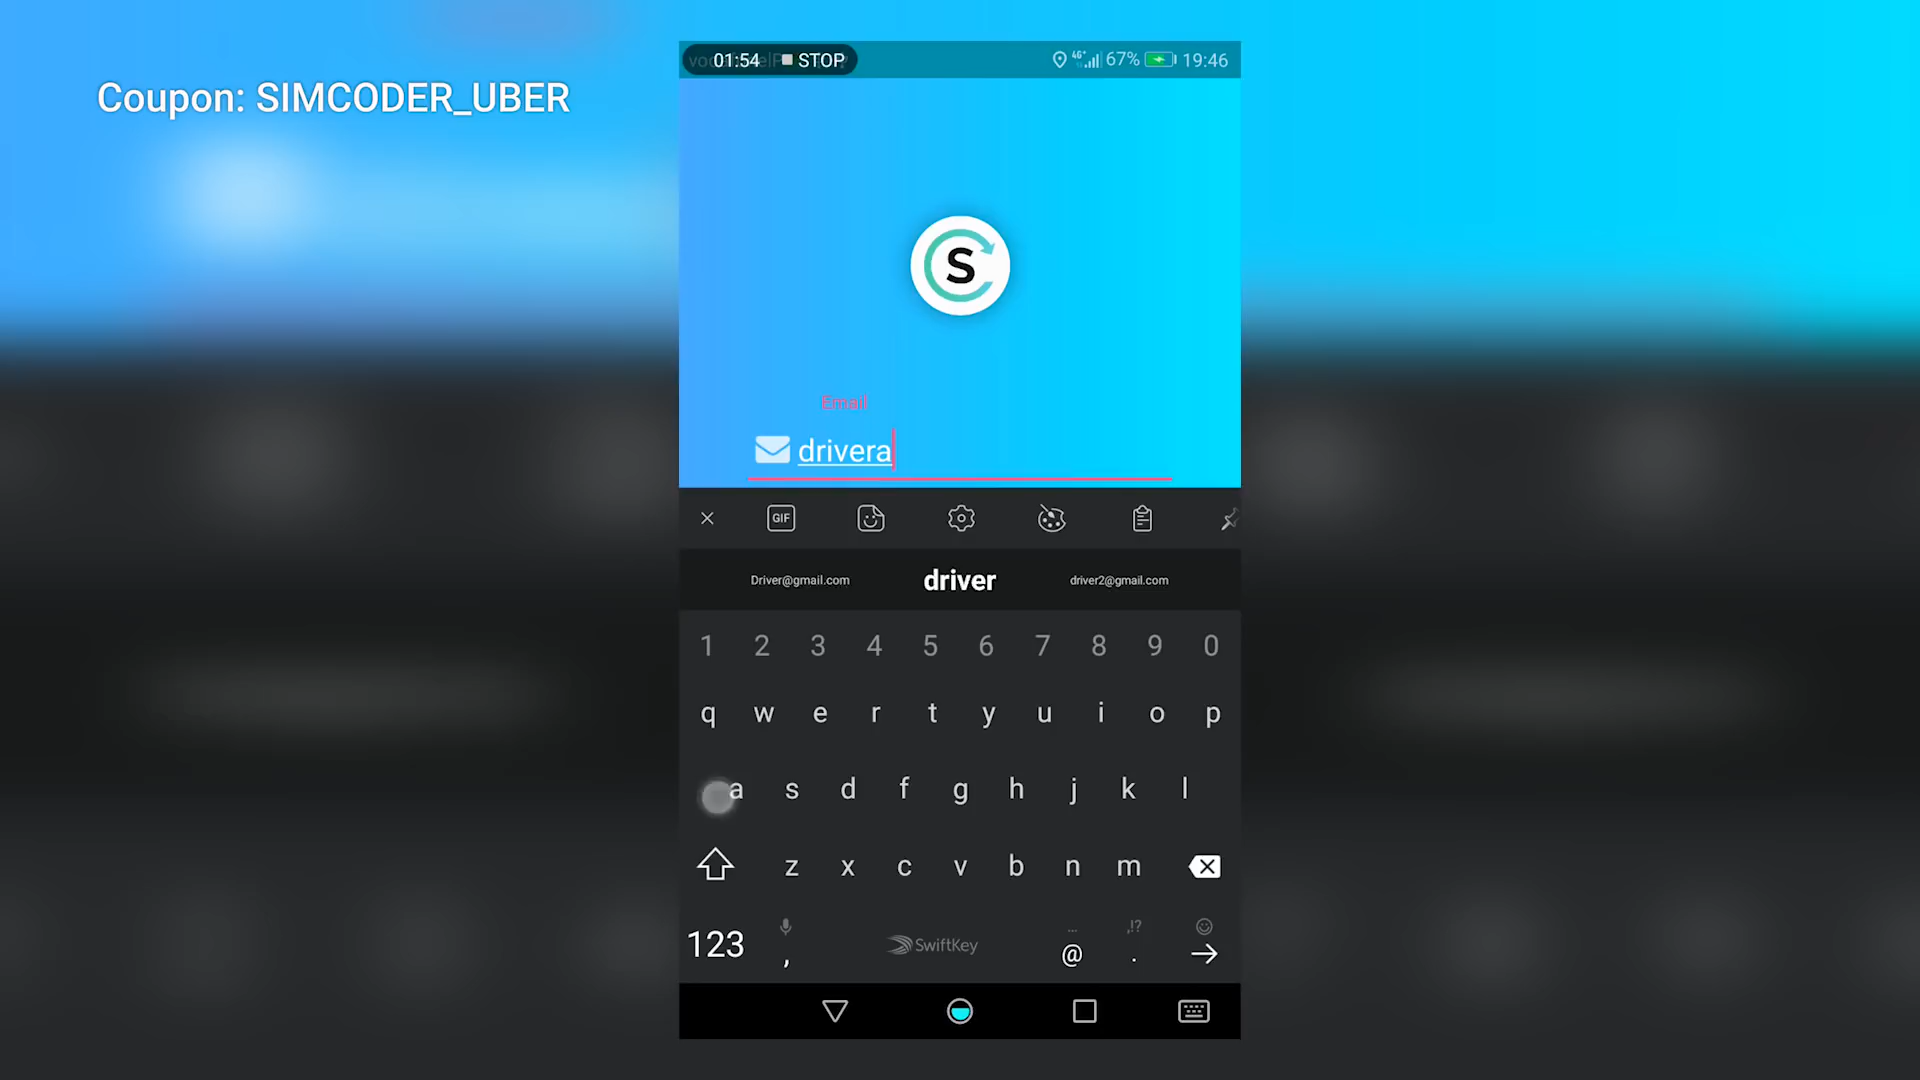 Coupon: SIMCODER_UBER
01:54 STOP
4G+ 67% 19:46
S
Email
drivera
GIF
Driver@gmail.com driver driver2@gmail.com
1 2 3 4 5 6 7 8 9 0
q w e r t y u i o p
a s d f g h j k l
z x c v b n m
... ,!?
123 , SwiftKey @ .